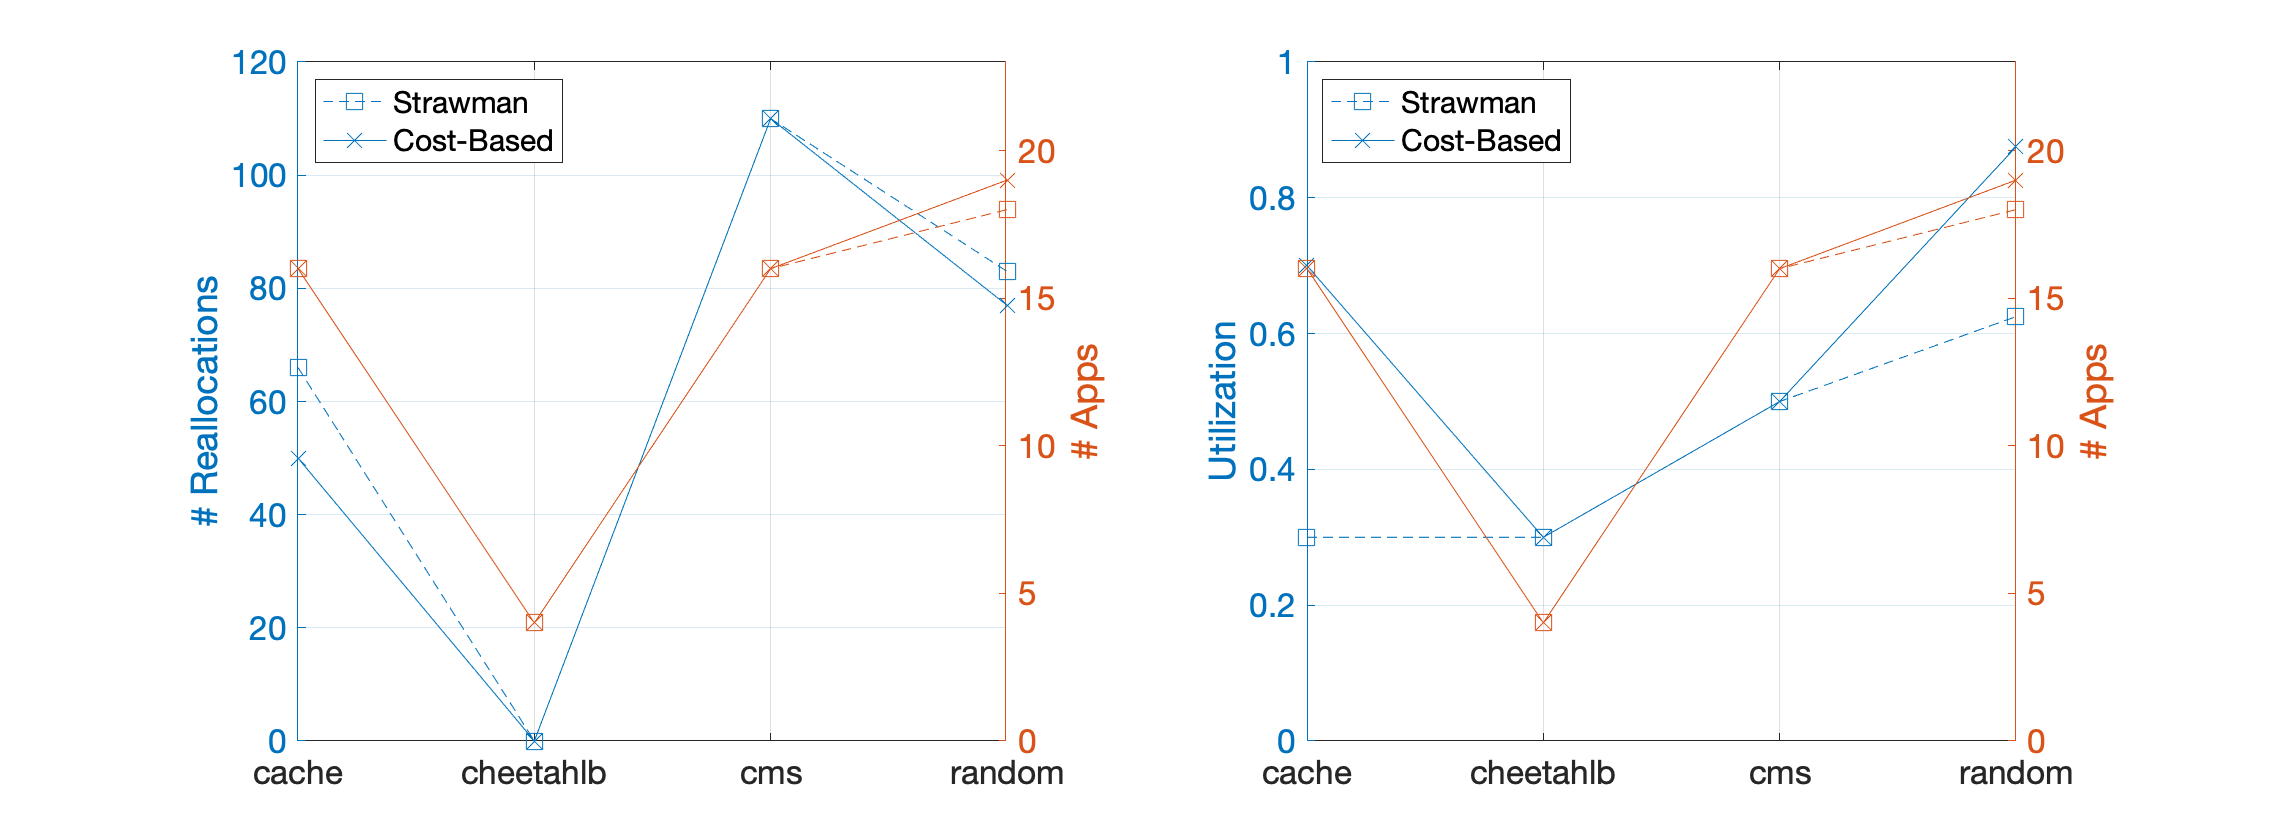 120
100
80
60
40
20
0
# Reallocations
Strawman
Cost-Based
20
15
10
5
0
# Apps
cache
cheetahlb
cms
random
1
0.8
0.6
0.4
0.2
0
Utilization
Strawman
Cost-Based
20
15
10
5
0
# Apps
cache
cheetahlb
cms
random